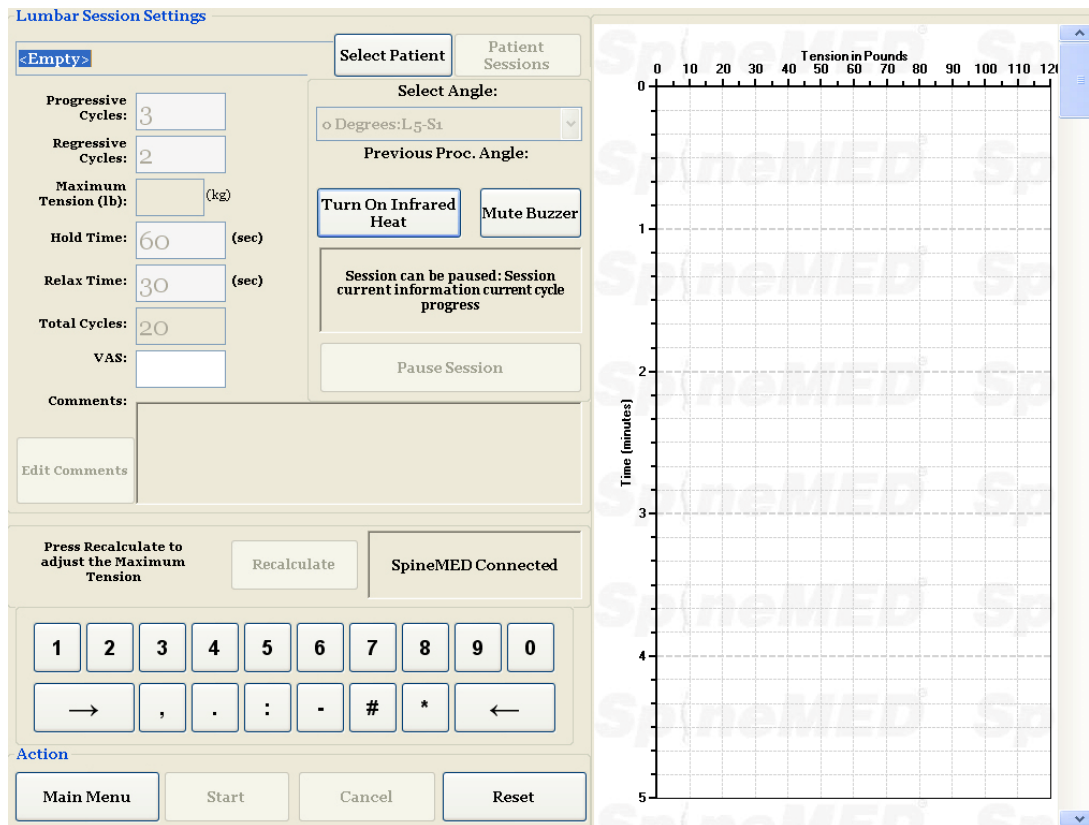 Lumbar Session Settings
<Empty>
Select Patient
Patient
Sessions
Progressive
Cycles:
3
Regressive
Cycles:
2
Maximum
Tension (lb):
(kg)
Hold Time:
60
(sec)
Relax Time:
30
(sec)
Total Cycles:
20
VAS:
Comments:
Edit Comments
Select Angle:
0 Degrees:L5-S1
Previous Proc. Angle:
Turn On Infrared
Heat
Mute Buzzer
Session can be paused: Session
current information current cycle
progress
Pause Session
Press Recalculate to
adjust the Maximum
Tension
Recalculate
SpineMED Connected
1 2 3 4 5 6 7 8 9 0
→ , . : - # * ←
Action
Main Menu
Start
Cancel
Reset
Tension in Pounds
0 10 20 30 40 50 60 70 80 90 100 110 120
Time (minutes)
0
1
2
3
4
5
SpineMED